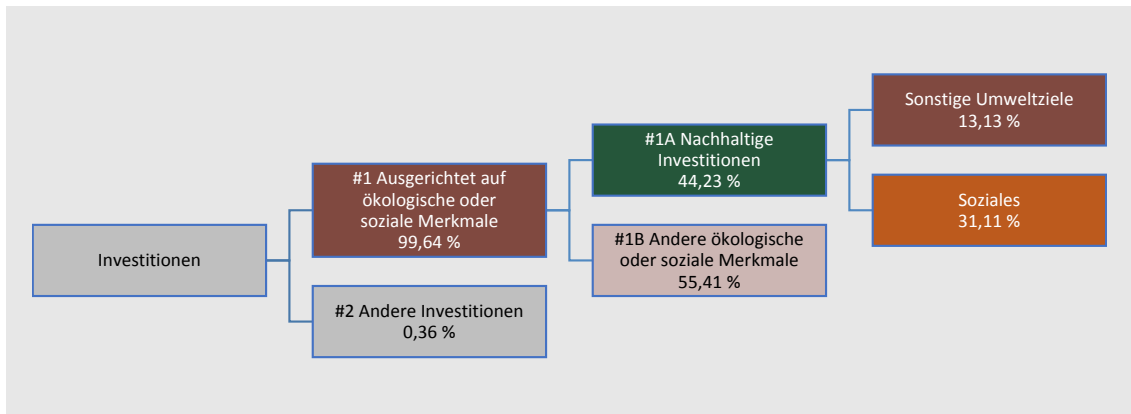 Investitionen
#1 Ausgerichtet auf
ökologische oder
soziale Merkmale
99,64 %
#2 Andere Investitionen
0,36 %
#1A Nachhaltige
Investitionen
44,23 %
#1B Andere ökologische
oder soziale Merkmale
55,41 %
Sonstige Umweltziele
13,13 %
Soziales
31,11 %